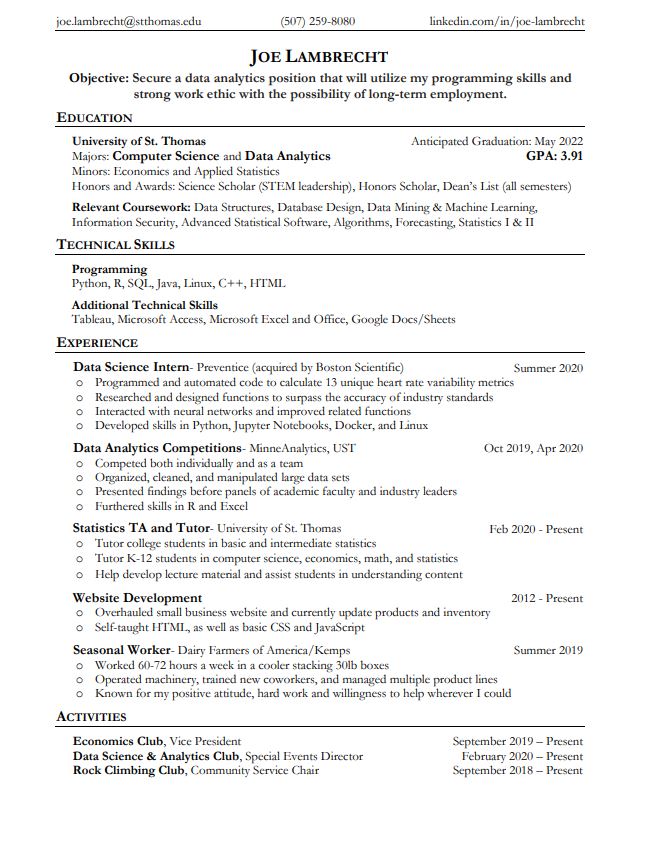 joe.lambrecht@stthomas.edu (507) 259-8080 linkedin.com/in/joe-lambrecht
JOE LAMBRECHT
Objective: Secure a data analytics position that will utilize my programming skills and
strong work ethic with the possibility of long-term employment.
EDUCATION
University of St. Thomas Anticipated Graduation: May 2022
Majors: Computer Science and Data Analytics GPA: 3.91
Minors: Economics and Applied Statistics
Honors and Awards: Science Scholar (STEM leadership), Honors Scholar, Dean's List (all semesters)
Relevant Coursework: Data Structures, Database Design, Data Mining & Machine Learning,
Information Security, Advanced Statistical Software, Algorithms, Forecasting, Statistics I & II
TECHNICAL SKILLS
Programming
Python, R, SQL, Java, Linux, C++, HTML
Additional Technical Skills
Tableau, Microsoft Access, Microsoft Excel and Office, Google Docs/Sheets
EXPERIENCE
Data Science Intern- Preventice (acquired by Boston Scientific) Summer 2020
o Programmed and automated code to calculate 13 unique heart rate variability metrics
o Researched and designed functions to surpass the accuracy of industry standards
o Interacted with neural networks and improved related functions
o Developed skills in Python, Jupyter Notebooks, Docker, and Linux
Data Analytics Competitions- MinneAnalytics, UST Oct 2019, Apr 2020
o Competed both individually and as a team
o Organized, cleaned, and manipulated large data sets
o Presented findings before panels of academic faculty and industry leaders
o Furthered skills in R and Excel
Statistics TA and Tutor- University of St. Thomas Feb 2020 - Present
o Tutor college students in basic and intermediate statistics
o Tutor K-12 students in computer science, economics, math, and statistics
o Help develop lecture material and assist students in understanding content
Website Development 2012 - Present
o Overhauled small business website and currently update products and inventory
o Self-taught HTML, as well as basic CSS and JavaScript
Seasonal Worker- Dairy Farmers of America/Kemps Summer 2019
o Worked 60-72 hours a week in a cooler stacking 30lb boxes
o Operated machinery, trained new coworkers, and managed multiple product lines
o Known for my positive attitude, hard work and willingness to help wherever I could
ACTIVITIES
Economics Club, Vice President September 2019 – Present
Data Science & Analytics Club, Special Events Director February 2020 – Present
Rock Climbing Club, Community Service Chair September 2018 – Present